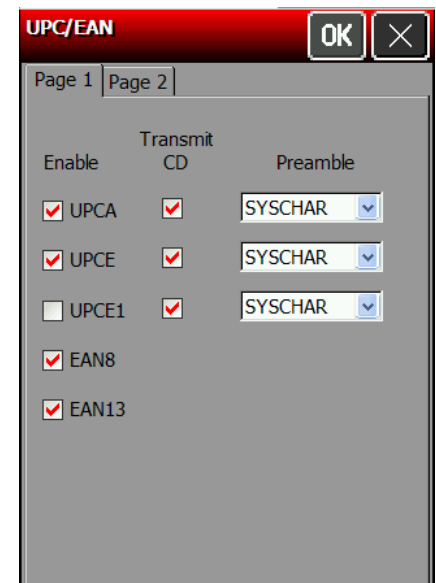 UPC/EAN OK
Page 1 Page 2
Transmit
Enable CD Preamble
UPCA SYSCHAR
UPCE SYSCHAR
UPCE1 SYSCHAR
EAN8
EAN13